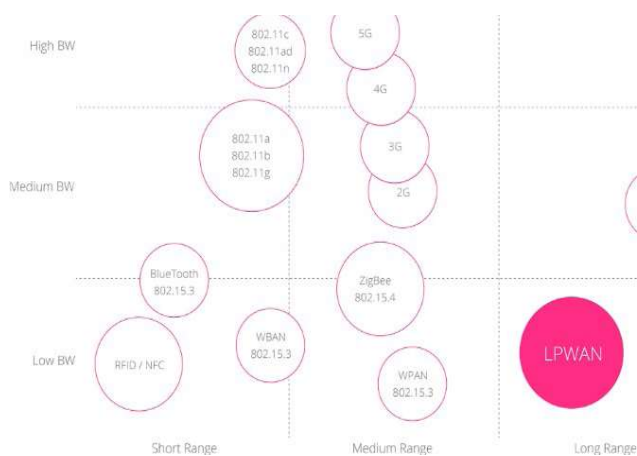 High BW
802.11c
802.11ad
802.11n
5G
4G
802.11a
802.11b
802.11g
3G
2G
Medium BW
BlueTooth
802.15.3
ZigBee
802.15.4
WBAN
802.15.3
LPWAN
Low BW
RFID / NFC
WPAN
802.15.3
Short Range
Medium Range
Long Range